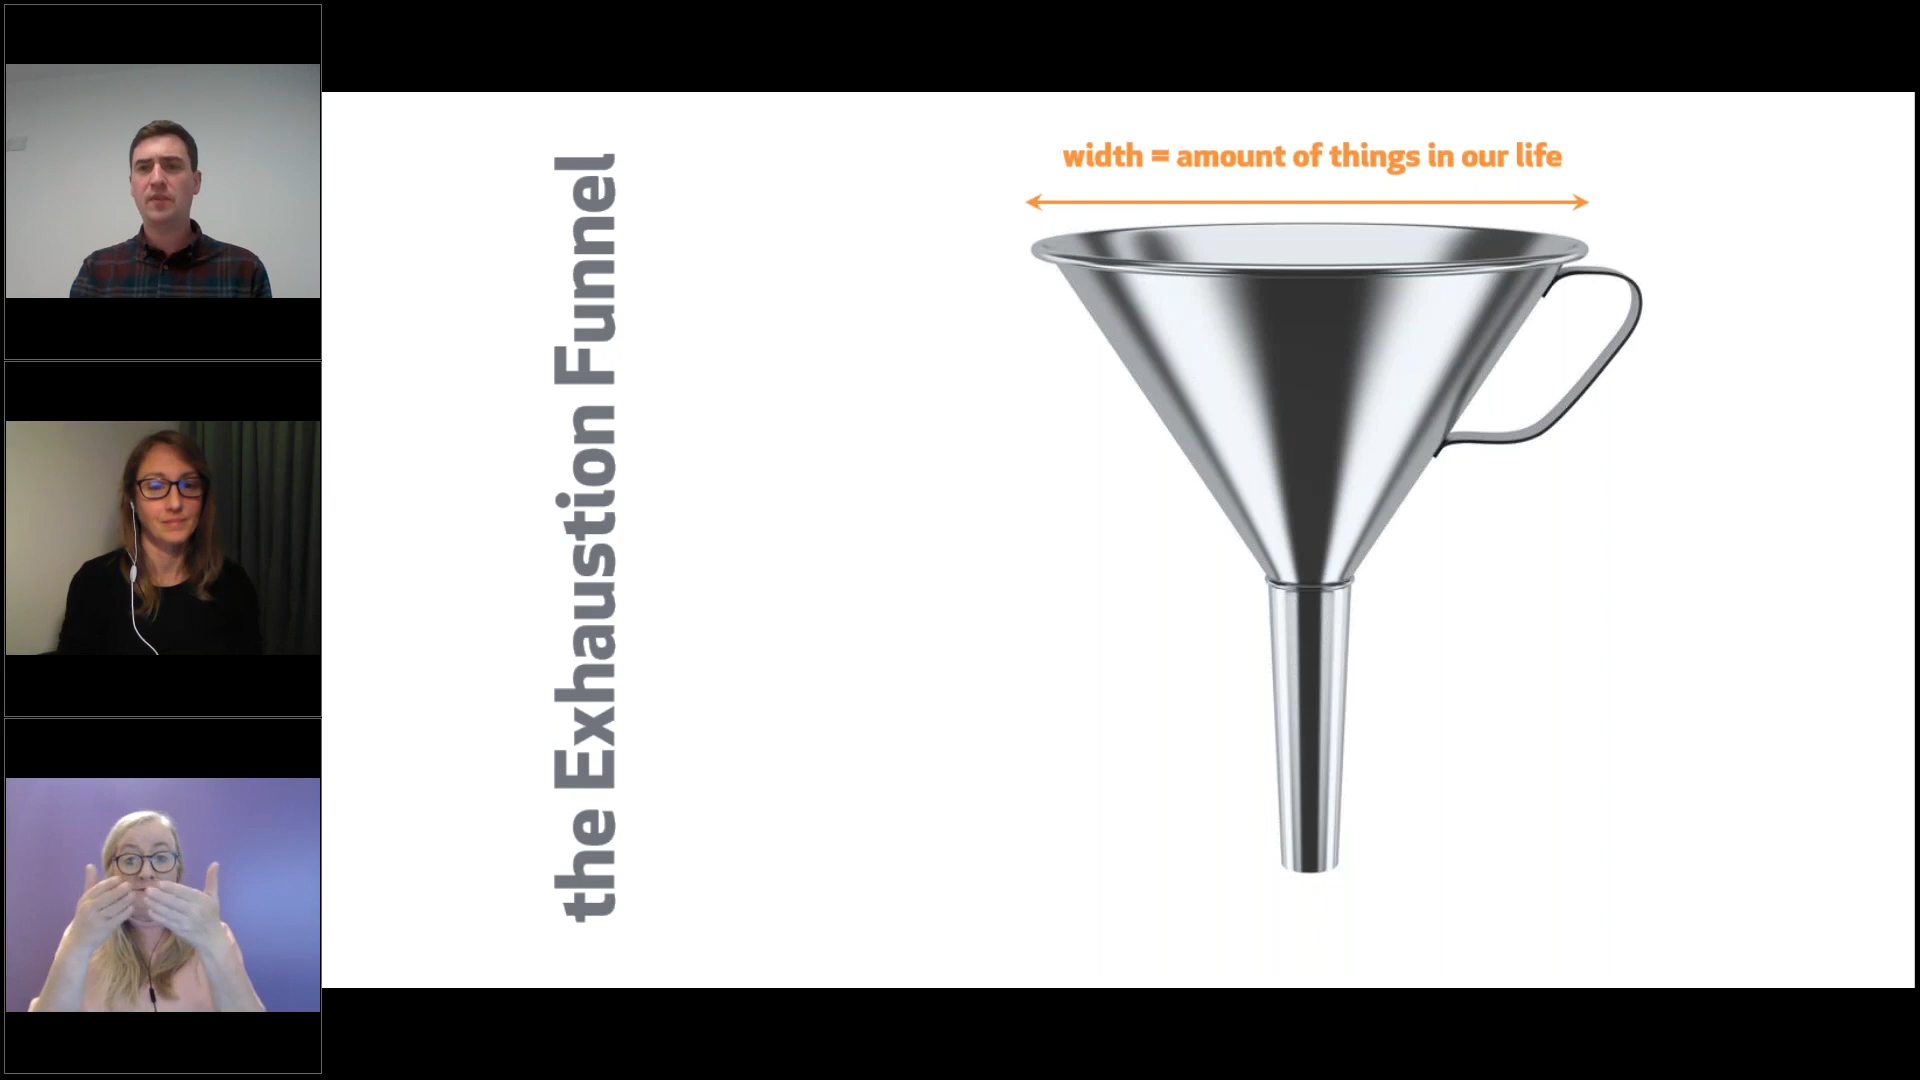 the Exhaustion Funnel
width = amount of things in our life